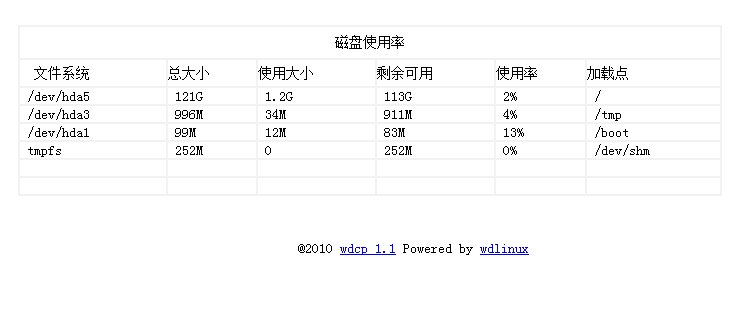 磁盘使用率
文件系统 总大小 使用大小 剩余可用 使用率 加载点
/dev/hda5 121G 1.2G 113G 2% /
/dev/hda3 996M 34M 911M 4% /tmp
/dev/hda1 99M 12M 83M 13% /boot
tmpfs 252M 0 252M 0% /dev/shm
@2010 wdcp 1.1 Powered by wdlinux